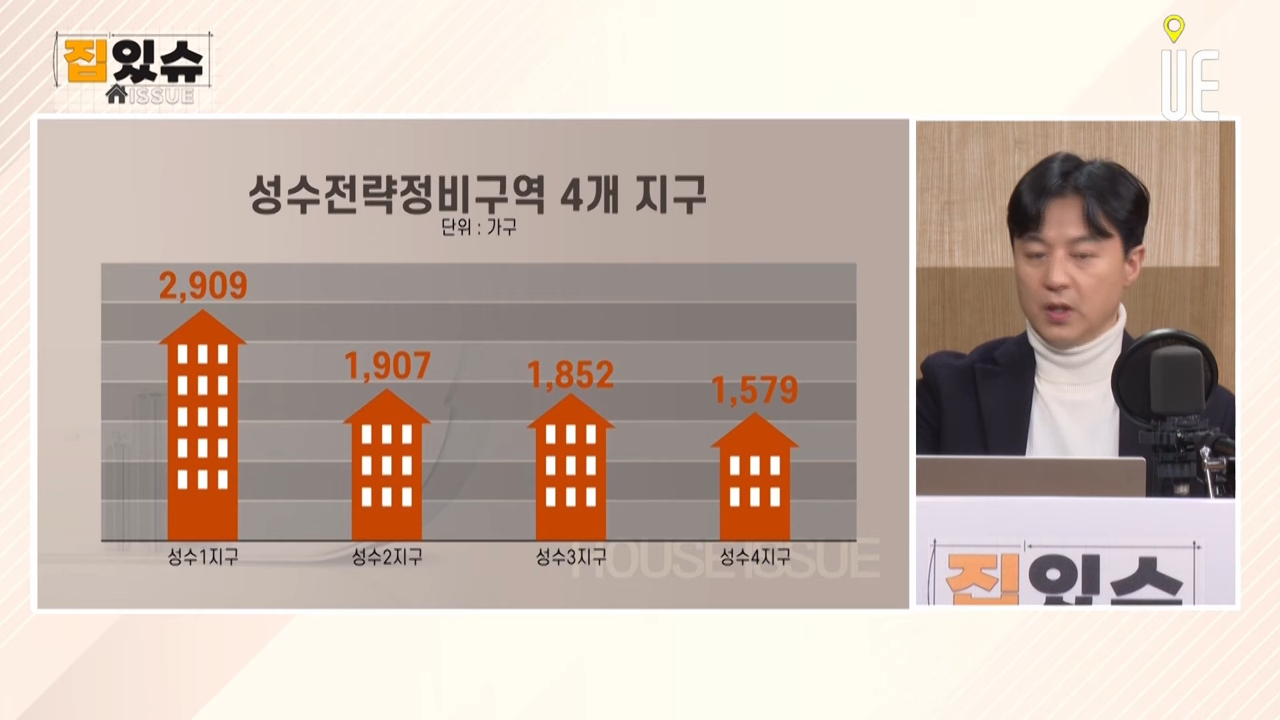 집있슈
ISSUE
UE
성수전략정비구역 4개 지구
단위 : 가구
2,909
1,907
1,852
1,579
성수1지구
성수2지구
성수3지구
성수4지구
HOUSE ISSUE
집있슈